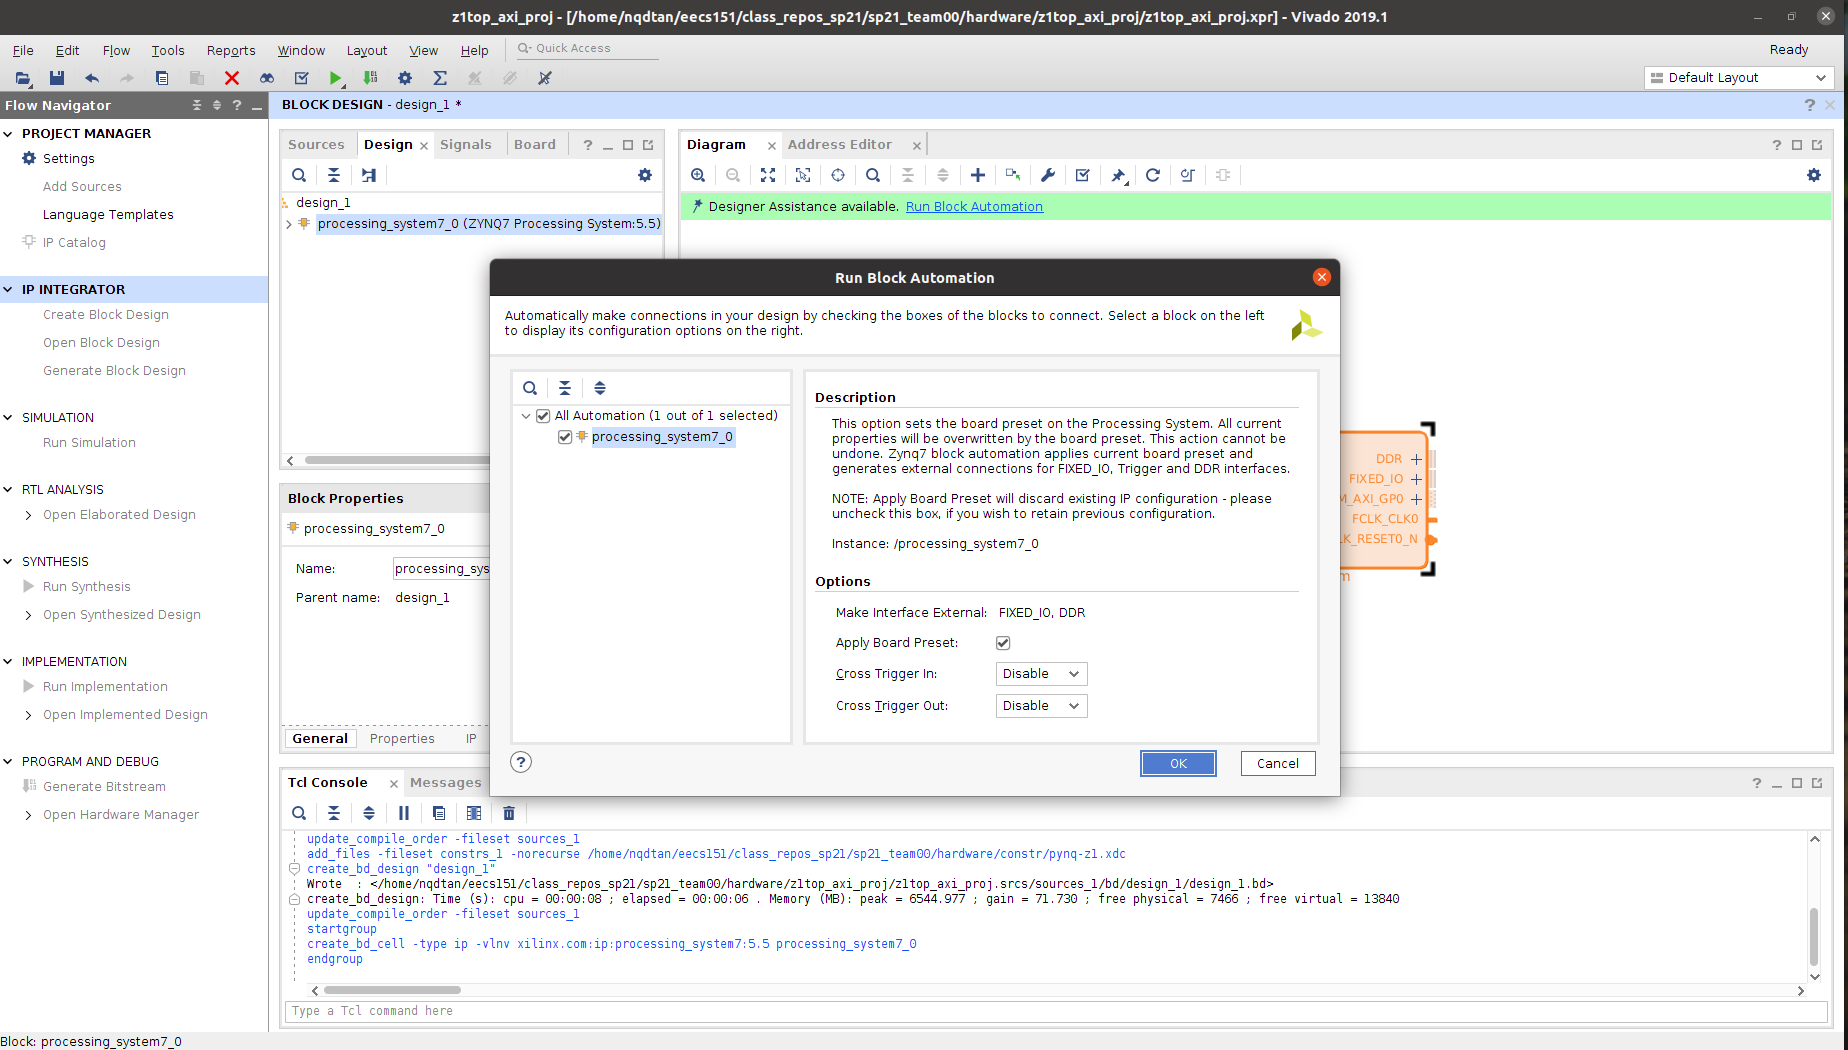 z1top_axi_proj - [/home/nqdtan/eecs151/class_repos_sp21/sp21_team00/hardware/z1top_axi_proj/z1top_axi_proj.xpr] - Vivado 2019.1
File Edit Flow Tools Reports Window Layout View Help Quick Access Ready
Default Layout
Flow Navigator
PROJECT MANAGER
Settings
Add Sources
Language Templates
IP Catalog
IP INTEGRATOR
Create Block Design
Open Block Design
Generate Block Design
SIMULATION
Run Simulation
RTL ANALYSIS
Open Elaborated Design
SYNTHESIS
Run Synthesis
Open Synthesized Design
IMPLEMENTATION
Run Implementation
Open Implemented Design
PROGRAM AND DEBUG
Generate Bitstream
Open Hardware Manager
BLOCK DESIGN - design_1 *
Sources Design Signals Board
design_1
processing_system7_0 (ZYNQ7 Processing System:5.5)
Block Properties
processing_system7_0
Name: processing_sys
Parent name: design_1
General Properties IP
Diagram Address Editor
Designer Assistance available. Run Block Automation
DDR
FIXED_IO
M_AXI_GP0
FCLK_CLK0
LK_RESET0_N
m
Run Block Automation
Automatically make connections in your design by checking the boxes of the blocks to connect. Select a block on the left
to display its configuration options on the right.
All Automation (1 out of 1 selected)
processing_system7_0
Description
This option sets the board preset on the Processing System. All current
properties will be overwritten by the board preset. This action cannot be
undone. Zynq7 block automation applies current board preset and
generates external connections for FIXED_IO, Trigger and DDR interfaces.
NOTE: Apply Board Preset will discard existing IP configuration - please
uncheck this box, if you wish to retain previous configuration.
Instance: /processing_system7_0
Options
Make Interface External: FIXED_IO, DDR
Apply Board Preset:
Cross Trigger In: Disable
Cross Trigger Out: Disable
OK Cancel
Tcl Console Messages
update_compile_order -fileset sources_1
add_files -fileset constrs_1 -norecurse /home/nqdtan/eecs151/class_repos_sp21/sp21_team00/hardware/constr/pynq-z1.xdc
create_bd_design "design_1"
Wrote : </home/nqdtan/eecs151/class_repos_sp21/sp21_team00/hardware/z1top_axi_proj/z1top_axi_proj.srcs/sources_1/bd/design_1/design_1.bd>
create_bd_design: Time (s): cpu = 00:00:08 ; elapsed = 00:00:06 . Memory (MB): peak = 6544.977 ; gain = 71.730 ; free physical = 7466 ; free virtual = 13840
update_compile_order -fileset sources_1
startgroup
create_bd_cell -type ip -vlnv xilinx.com:ip:processing_system7:5.5 processing_system7_0
endgroup
Type a Tcl command here
Block: processing_system7_0